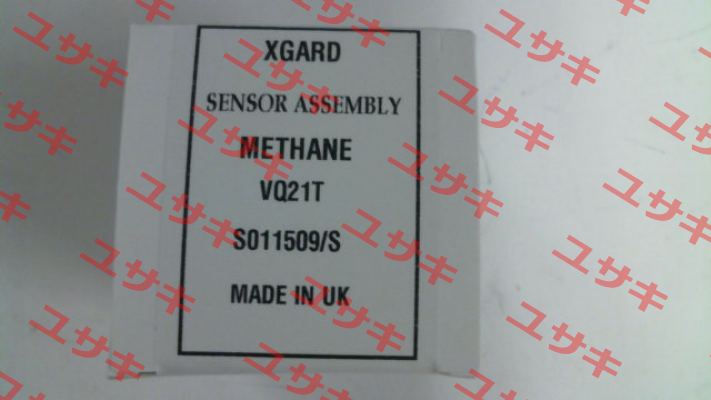 XGARD
SENSOR ASSEMBLY
METHANE
VQ21T
S011509/S
MADE IN UK
ユサキ